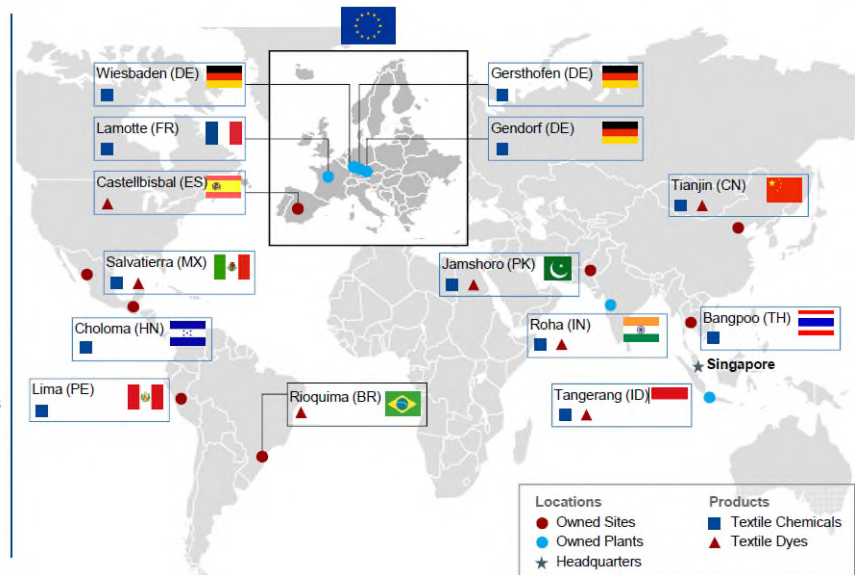 Wiesbaden (DE)
Gersthofen (DE)
Lamotte (FR)
Gendorf (DE)
Castellbisbal (ES)
Tianjin (CN)
Salvatierra (MX)
Jamshoro (PK)
Choloma (HN)
Roha (IN)
Bangpoo (TH)
Singapore
Lima (PE)
Rioquima (BR)
Tangerang (ID)
Locations
Products
Owned Sites
Textile Chemicals
Owned Plants
Textile Dyes
Headquarters